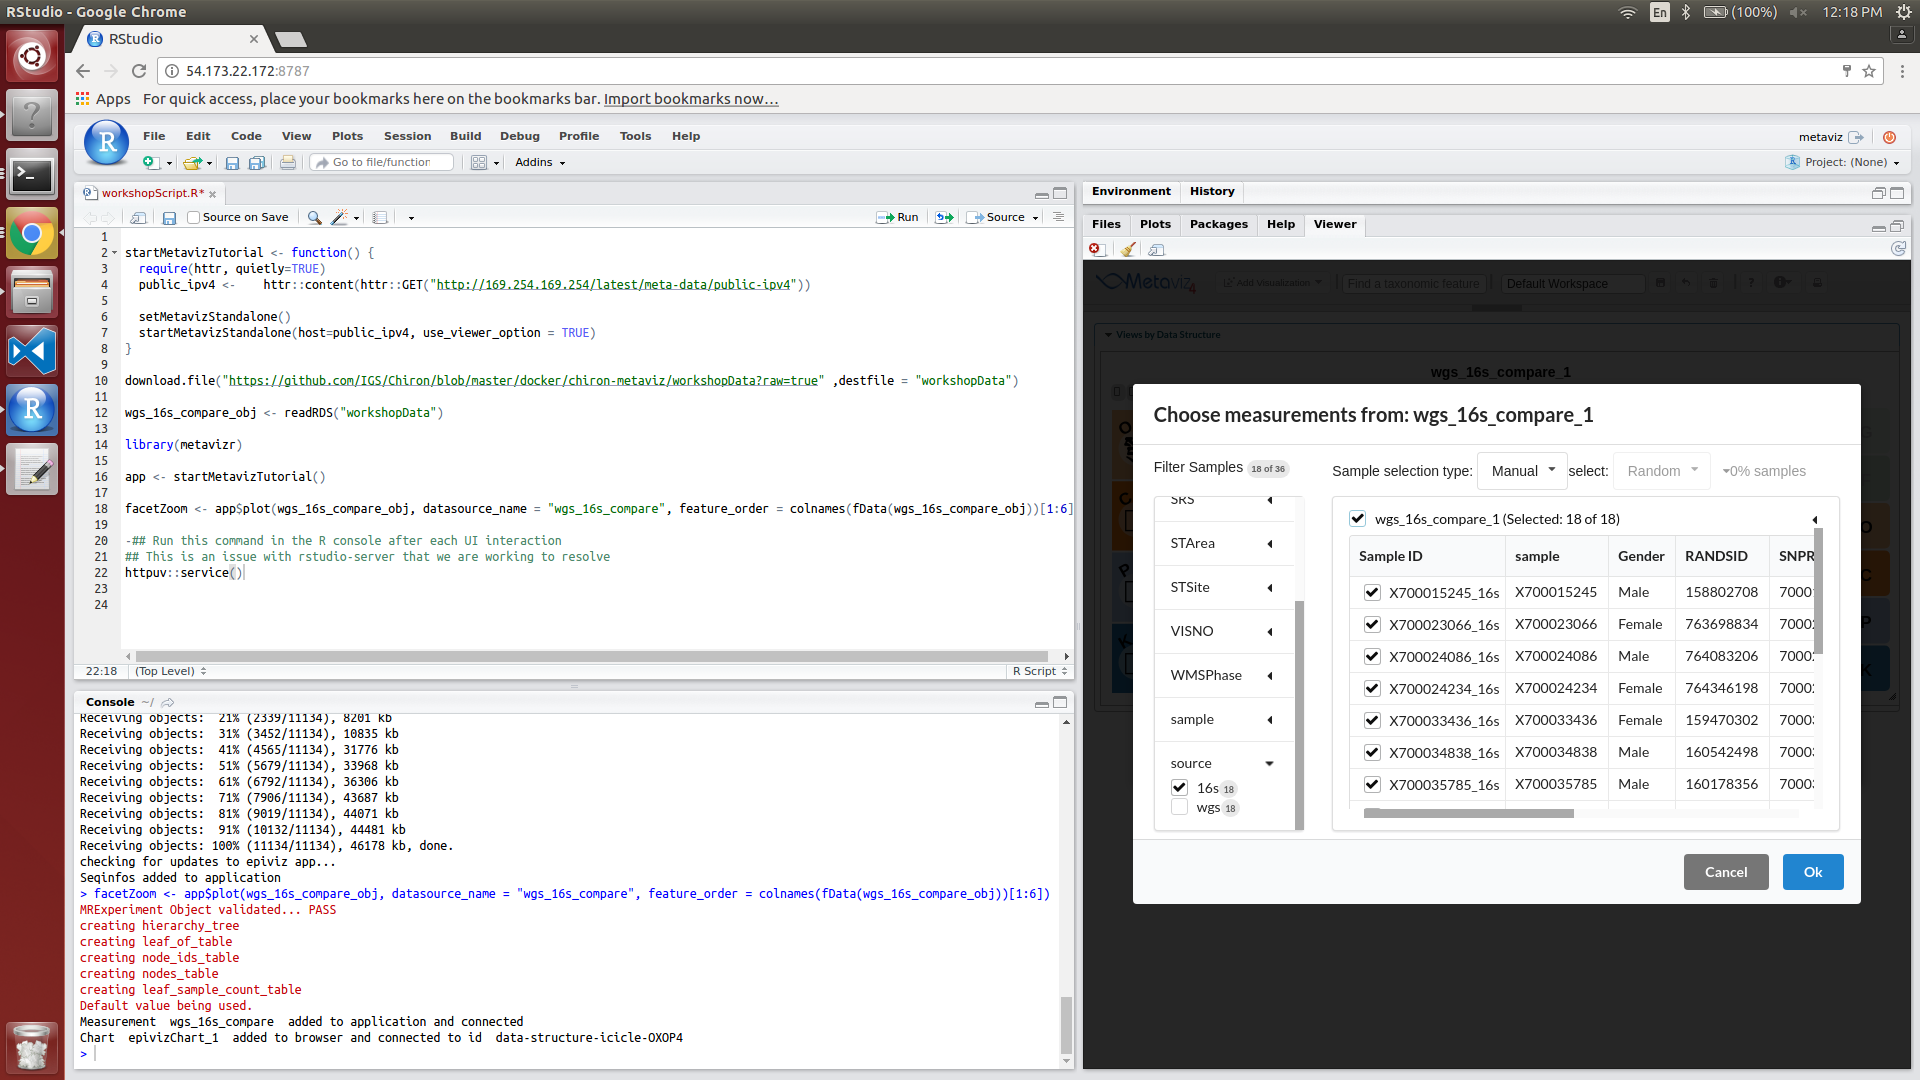 RStudio - Google Chrome
En
(100%)
12:18 PM
RStudio
54.173.22.172:8787
Apps
For quick access, place your bookmarks here on the bookmarks bar. Import bookmarks now…
File Edit Code View Plots Session Build Debug Profile Tools Help
metaviz
Go to file/function
Addins
Project: (None)
workshopScript.R*
Source on Save
Run
Source
1
2 startMetavizTutorial <- function() {
3 require(httr, quietly=TRUE)
4 public_ipv4 <-    httr::content(httr::GET("http://169.254.169.254/latest/meta-data/public-ipv4"))
5
6 setMetavizStandalone()
7 startMetavizStandalone(host=public_ipv4, use_viewer_option = TRUE)
8 }
9
10 download.file("https://github.com/IGS/Chiron/blob/master/docker/chiron-metaviz/workshopData?raw=true" ,destfile = "workshopData")
11
12 wgs_16s_compare_obj <- readRDS("workshopData")
13
14 library(metavizr)
15
16 app <- startMetavizTutorial()
17
18 facetZoom <- app$plot(wgs_16s_compare_obj, datasource_name = "wgs_16s_compare", feature_order = colnames(fData(wgs_16s_compare_obj))[1:6]
19
20 -## Run this command in the R console after each UI interaction
21 ## This is an issue with rstudio-server that we are working to resolve
22 httpuv::service()
23
24
22:18 (Top Level) R Script
Console ~/
Receiving objects:  21% (2339/11134), 8201 kb
Receiving objects:  31% (3452/11134), 10835 kb
Receiving objects:  41% (4565/11134), 31776 kb
Receiving objects:  51% (5679/11134), 33968 kb
Receiving objects:  61% (6792/11134), 36306 kb
Receiving objects:  71% (7906/11134), 43687 kb
Receiving objects:  81% (9019/11134), 44071 kb
Receiving objects:  91% (10132/11134), 44481 kb
Receiving objects: 100% (11134/11134), 46178 kb, done.
checking for updates to epiviz app...
Seqinfos added to application
> facetZoom <- app$plot(wgs_16s_compare_obj, datasource_name = "wgs_16s_compare", feature_order = colnames(fData(wgs_16s_compare_obj))[1:6])
MRExperiment Object validated... PASS
creating hierarchy_tree
creating leaf_of_table
creating node_ids_table
creating nodes_table
creating leaf_sample_count_table
Default value being used.
Measurement  wgs_16s_compare  added to application and connected
Chart  epivizChart_1  added to browser and connected to id  data-structure-icicle-OXOP4
>
Environment History
Files Plots Packages Help Viewer
Metaviz 4
Add Visualization
Find a taxonomic feature
Default Workspace
Views by Data Structure
wgs_16s_compare_1
Choose measurements from: wgs_16s_compare_1
Filter Samples 18 of 36
Sample selection type: Manual select: Random 0% samples
SRS
STArea
STSite
VISNO
WMSPhase
sample
source
16s 18
wgs 18
wgs_16s_compare_1 (Selected: 18 of 18)
Sample ID sample Gender RANDSID SNPR
X700015245_16s X700015245 Male 158802708 7000
X700023066_16s X700023066 Female 763698834 7000
X700024086_16s X700024086 Male 764083206 7000
X700024234_16s X700024234 Female 764346198 7000
X700033436_16s X700033436 Female 159470302 7000
X700034838_16s X700034838 Male 160542498 7000
X700035785_16s X700035785 Male 160178356 7000
Cancel
Ok